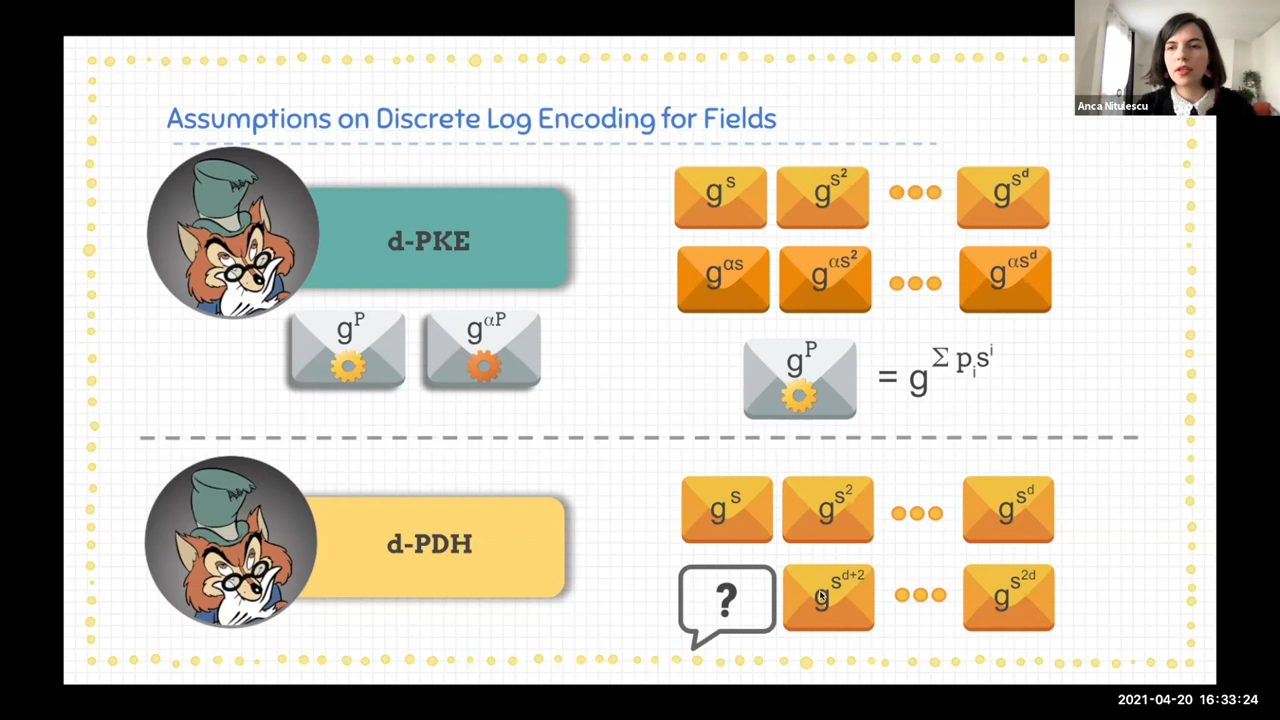 Anca Nitulescu
Assumptions on Discrete Log Encoding for Fields
d-PKE
g^s g^{s^2} g^{s^d}
g^{αs} g^{αs^2} g^{αs^d}
g^P g^{αP}
g^P = g^{Σ p_i s^i}
d-PDH
g^s g^{s^2} g^{s^d}
? g^{s^{d+2}} g^{s^{2d}}
2021-04-20 16:33:24